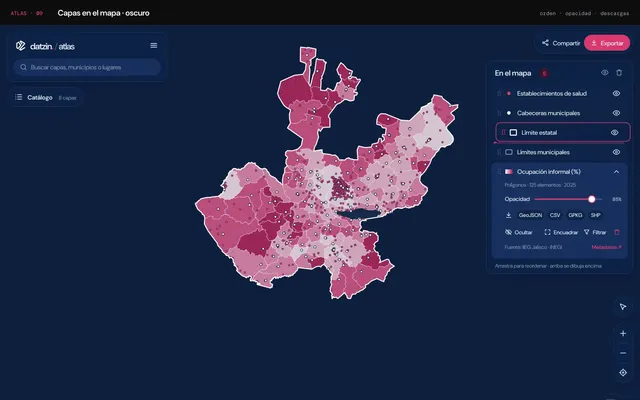 ATLAS · 09 Capas en el mapa · oscuro orden · opacidad · descargas
datzin / atlas
Buscar capas, municipios o lugares
Catálogo 8 capas
Compartir Exportar
En el mapa
Establecimientos de salud
Cabeceras municipales
Límite estatal
Límites municipales
Ocupación informal (%)
Polígonos · 125 elementos · 2025
Opacidad 85%
GeoJSON CSV GPKG SHP
Ocultar Encuadrar Filtrar
Fuente: IIEG Jalisco · INEGI Metadatos ↗
Arrastra para reordenar · arriba se dibuja encima